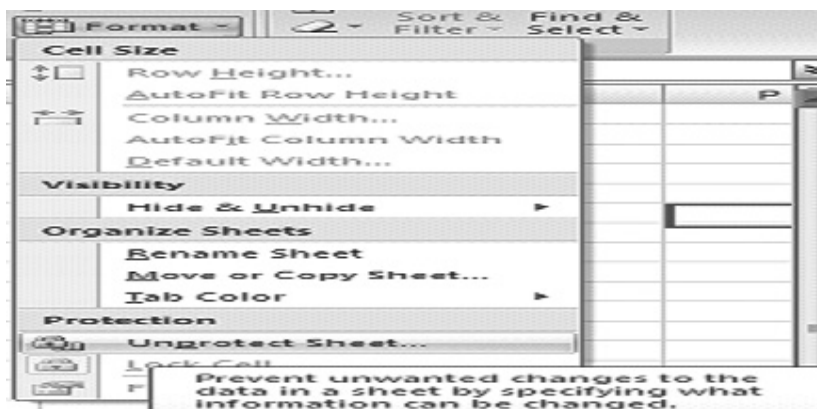 Format
Sort & Filter
Find & Select
Cell Size
Row Height...
AutoFit Row Height
Column Width...
AutoFit Column Width
Default Width...
Visibility
Hide & Unhide
Organize Sheets
Rename Sheet
Move or Copy Sheet...
Tab Color
Protection
Unprotect Sheet...
Lock Cell
F
Prevent unwanted changes to the
data in a sheet by specifying what
information can be changed.
P